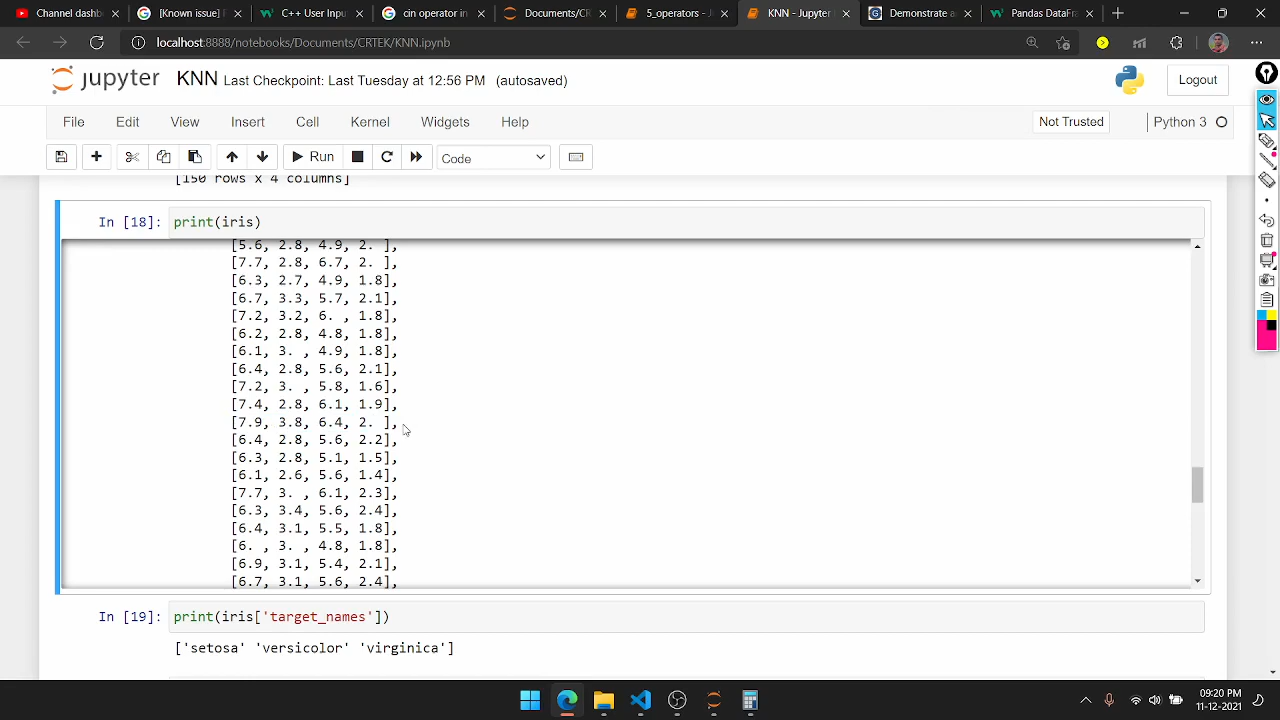 Channel dashb
[Known issue]
C++ User Inpu
cin operator in
Documents/CR
5_operators - J
KNN - Jupyter
Demonstrate a
Pandas DataFra
localhost:8888/notebooks/Documents/CRTEK/KNN.ipynb
jupyter KNN Last Checkpoint: Last Tuesday at 12:56 PM (autosaved)
Logout
File Edit View Insert Cell Kernel Widgets Help
Not Trusted
Python 3
Run
Code
[150 rows x 4 columns]
In [18]: print(iris)
[5.6, 2.8, 4.9, 2. ],
[7.7, 2.8, 6.7, 2. ],
[6.3, 2.7, 4.9, 1.8],
[6.7, 3.3, 5.7, 2.1],
[7.2, 3.2, 6. , 1.8],
[6.2, 2.8, 4.8, 1.8],
[6.1, 3. , 4.9, 1.8],
[6.4, 2.8, 5.6, 2.1],
[7.2, 3. , 5.8, 1.6],
[7.4, 2.8, 6.1, 1.9],
[7.9, 3.8, 6.4, 2. ],
[6.4, 2.8, 5.6, 2.2],
[6.3, 2.8, 5.1, 1.5],
[6.1, 2.6, 5.6, 1.4],
[7.7, 3. , 6.1, 2.3],
[6.3, 3.4, 5.6, 2.4],
[6.4, 3.1, 5.5, 1.8],
[6. , 3. , 4.8, 1.8],
[6.9, 3.1, 5.4, 2.1],
[6.7, 3.1, 5.6, 2.4],
In [19]: print(iris['target_names'])
['setosa' 'versicolor' 'virginica']
09:20 PM
11-12-2021